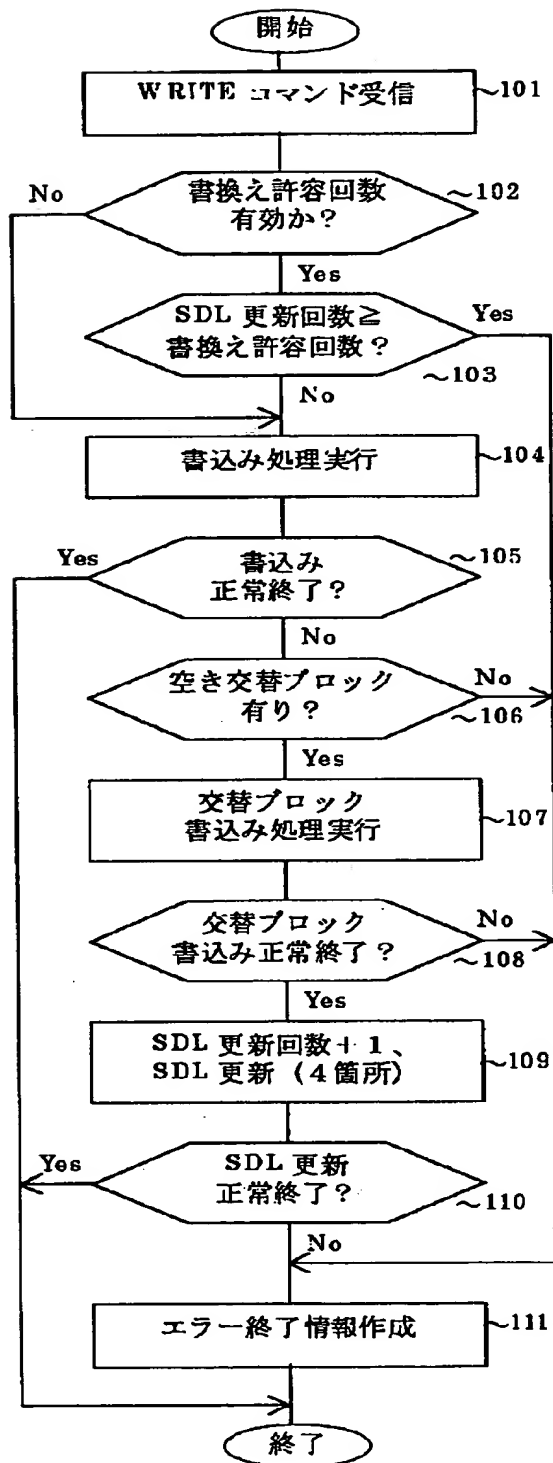 開始
WRITE コマンド受信
~101
No
書換え許容回数
有効か?
~102
Yes
SDL 更新回数≧
書換え許容回数?
Yes
~103
No
書込み処理実行
104
Yes
書込み
正常終了?
~105
No
空き交替ブロック
有り?
No
~106
Yes
交替ブロック
書込み処理実行
~107
交替ブロック
書込み正常終了?
No
~108
Yes
SDL 更新回数+1、
SDL 更新 (4箇所)
~109
Yes
SDL 更新
正常終了?
~110
No
エラー終了情報作成
~111
終了